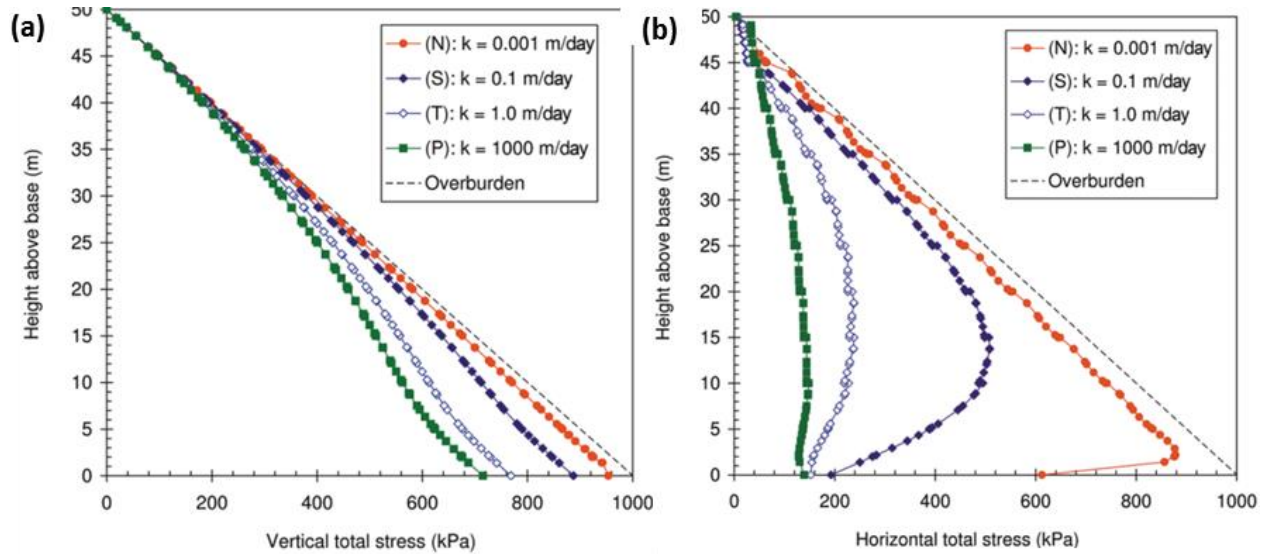 (a)
50
45
40
35
30
25
20
15
10
5
0
Height above base (m)
0
200
400
600
800
1000
Vertical total stress (kPa)
(N): k = 0.001 m/day
(S): k = 0.1 m/day
(T): k = 1.0 m/day
(P): k = 1000 m/day
Overburden
(b)
50
45
40
35
30
25
20
15
10
5
0
Height above base (m)
0
200
400
600
800
1000
Horizontal total stress (kPa)
(N): k = 0.001 m/day
(S): k = 0.1 m/day
(T): k = 1.0 m/day
(P): k = 1000 m/day
Overburden